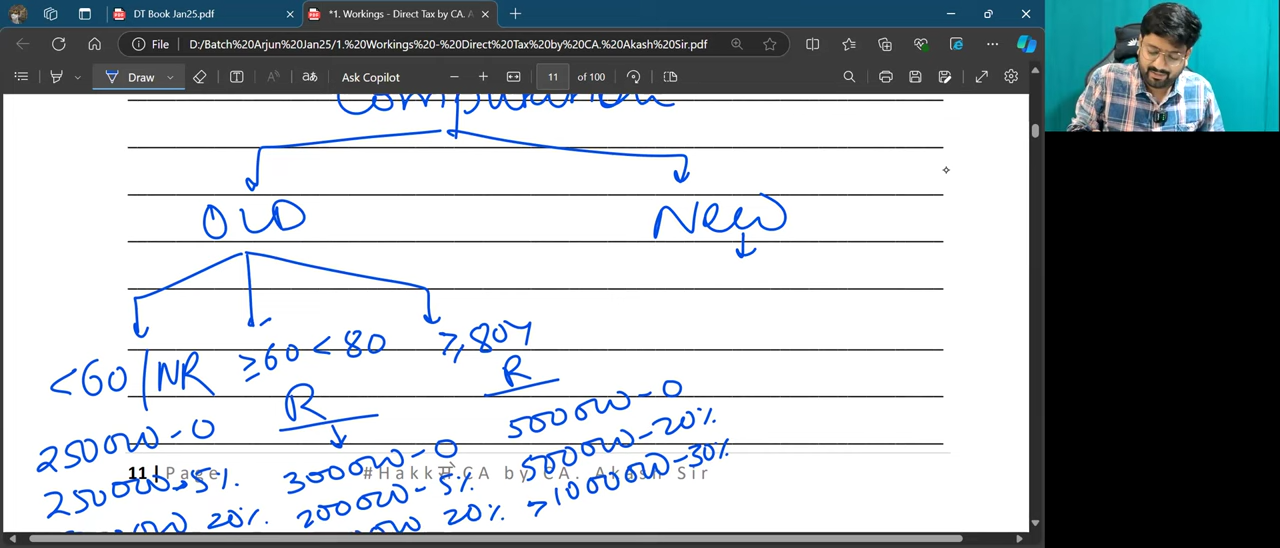 DT Book Jan25.pdf
*1. Workings - Direct Tax by CA. A
File
D:/Batch%20Arjun%20Jan25/1.%20Workings%20-%20Direct%20Tax%20by%20CA.%20Akash%20Sir.pdf
Draw
Ask Copilot
11 of 100
Computation
OLD
New
<60 | NR
≥60 < 80
≥80Y
R
R
250000 - 0
250000 - 5%
20%
300000 - 0
200000 - 5%
20%
500000 - 0
500000 - 20%
>1000000 - 30%
11 | Page
#Hakkसे CA by CA. Akash Sir